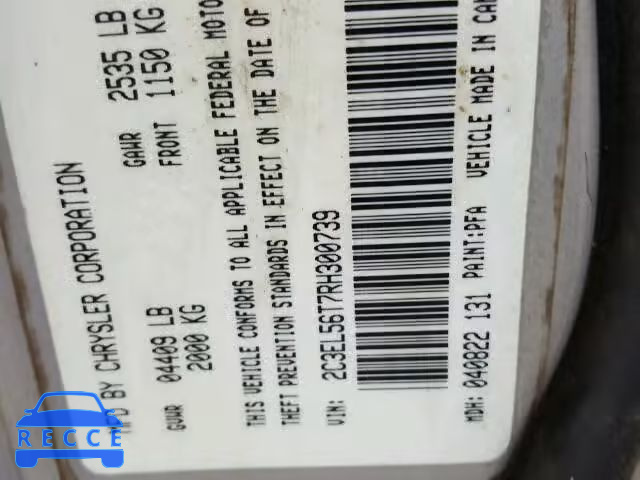 MFD BY CHRYSLER CORPORATION
GAWR 2535 LB
FRONT 1150 KG
GVWR 04409 LB
2000 KG
THIS VEHICLE CONFORMS TO ALL APPLICABLE FEDERAL MOTO
THEFT PREVENTION STANDARDS IN EFFECT ON THE DATE OF
VIN: 2C3EL56T7RH300739
MDH: 040822 131 PAINT:PFA VEHICLE MADE IN CAN
RECCE